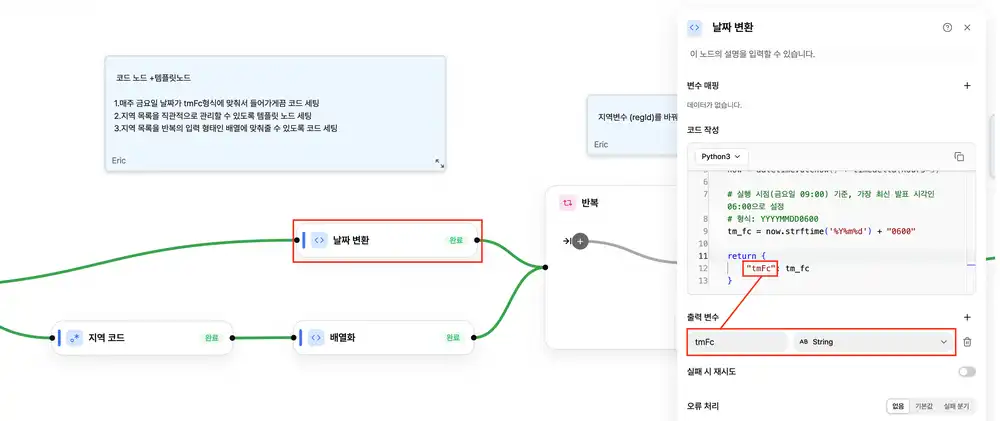 코드 노드 +템플릿노드
1.매주 금요일 날짜가 tmFc형식에 맞춰서 들어가게끔 코드 세팅
2.지역 목록을 직관적으로 관리할 수 있도록 템플릿 노드 세팅
3.지역 목록을 반복의 입력 형태인 배열에 맞춰줄 수 있도록 코드 세팅
Eric
지역변수 (regId)를 바꿔
Eric
반복
날짜 변환
완료
지역 코드
완료
배열화
완료
날짜 변환
이 노드의 설명을 입력할 수 있습니다.
변수 매핑
데이터가 없습니다.
코드 작성
Python3
6
7 # 실행 시점(금요일 09:00) 기준, 가장 최신 발표 시각인
06:00으로 설정
8 # 형식: YYYYMMDD0600
9 tm_fc = now.strftime('%Y%m%d') + "0600"
10
11 return {
12 "tmFc": tm_fc
13 }
출력 변수
tmFc
AB String
실패 시 재시도
오류 처리
없음
기본값
실패 분기